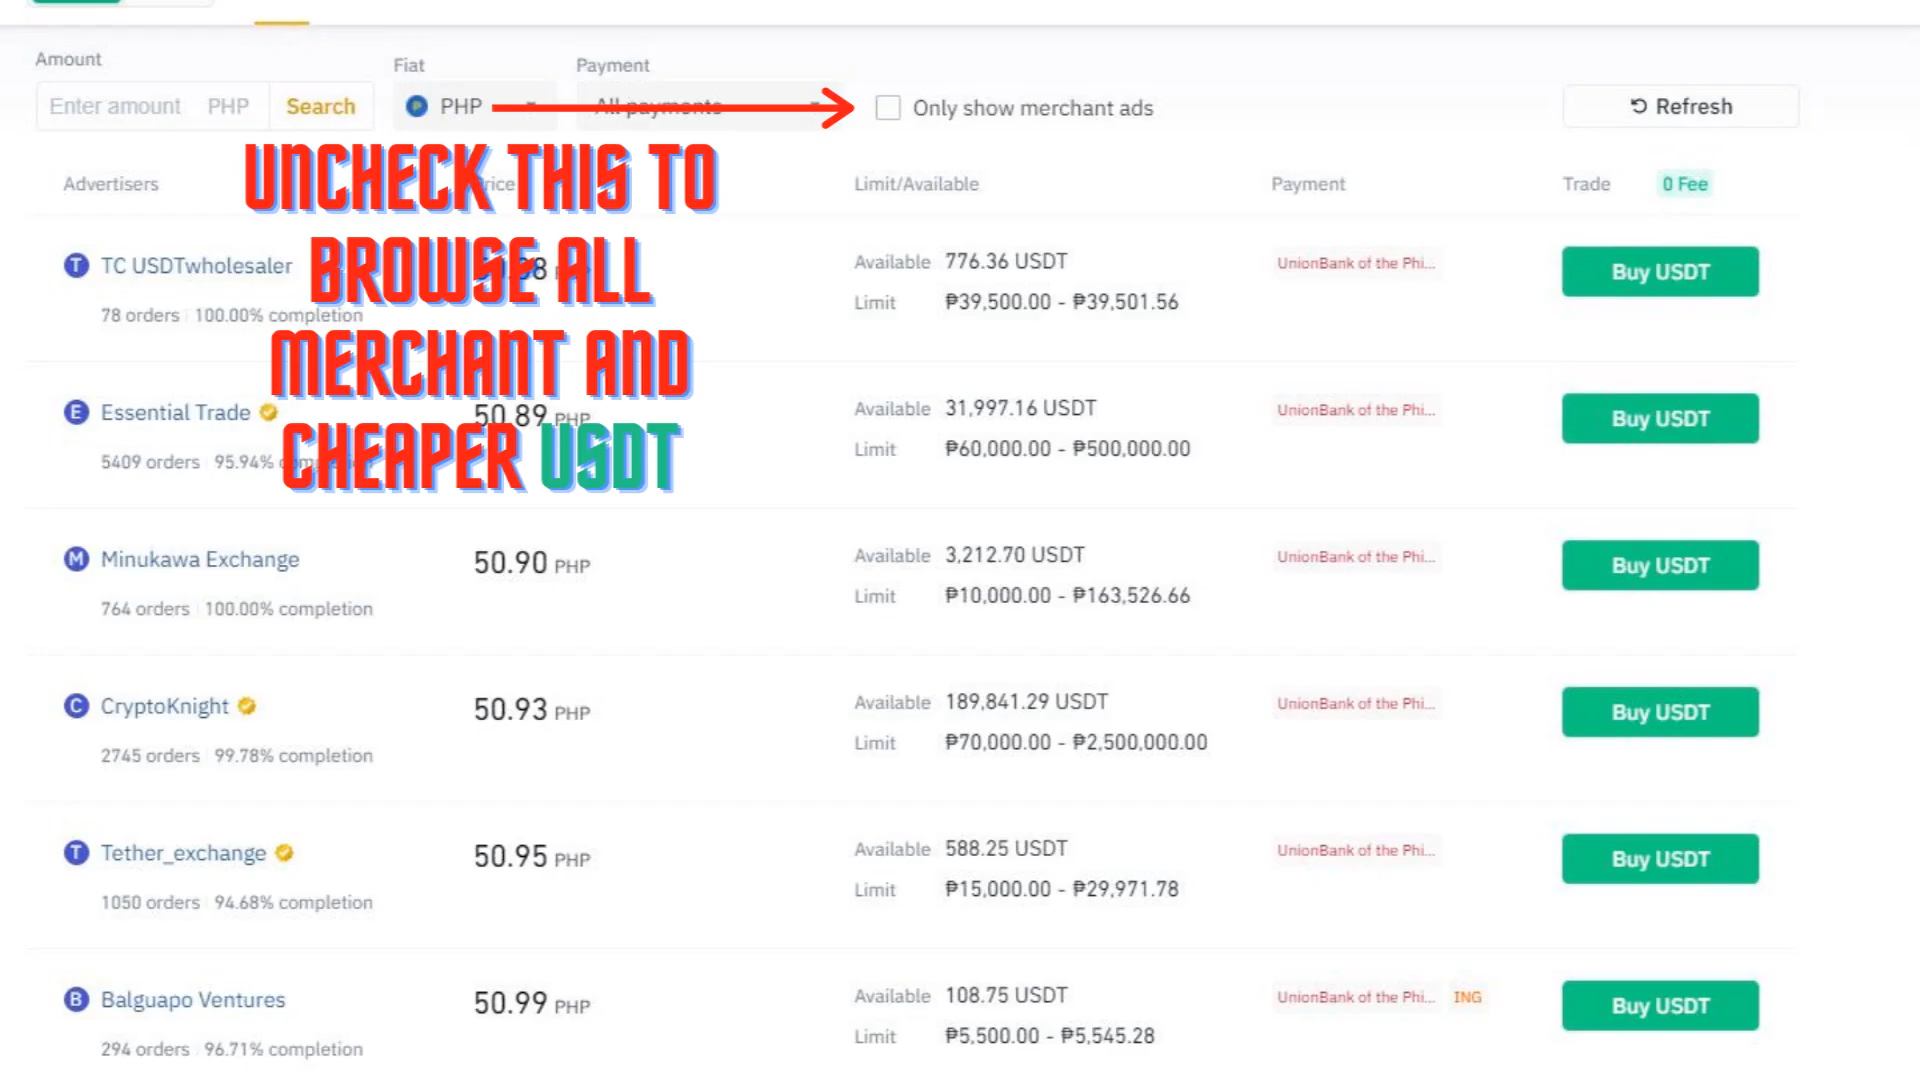 Amount
Fiat
Payment
Enter amount PHP Search
PHP
All payments
Only show merchant ads
Refresh
UNCHECK THIS TO
BROWSE ALL
MERCHANT AND
CHEAPER USDT
Advertisers
Limit/Available
Payment
Trade 0 Fee
T TC USDTwholesaler
78 orders 100.00% completion
Available 776.36 USDT
Limit ₱39,500.00 - ₱39,501.56
UnionBank of the Phi...
Buy USDT
E Essential Trade
5409 orders 95.94%
50.89 PHP
Available 31,997.16 USDT
Limit ₱60,000.00 - ₱500,000.00
UnionBank of the Phi...
Buy USDT
M Minukawa Exchange
764 orders 100.00% completion
50.90 PHP
Available 3,212.70 USDT
Limit ₱10,000.00 - ₱163,526.66
UnionBank of the Phi...
Buy USDT
C CryptoKnight
2745 orders 99.78% completion
50.93 PHP
Available 189,841.29 USDT
Limit ₱70,000.00 - ₱2,500,000.00
UnionBank of the Phi...
Buy USDT
T Tether_exchange
1050 orders 94.68% completion
50.95 PHP
Available 588.25 USDT
Limit ₱15,000.00 - ₱29,971.78
UnionBank of the Phi...
Buy USDT
B Balguapo Ventures
294 orders 96.71% completion
50.99 PHP
Available 108.75 USDT
Limit ₱5,500.00 - ₱5,545.28
UnionBank of the Phi... ING
Buy USDT